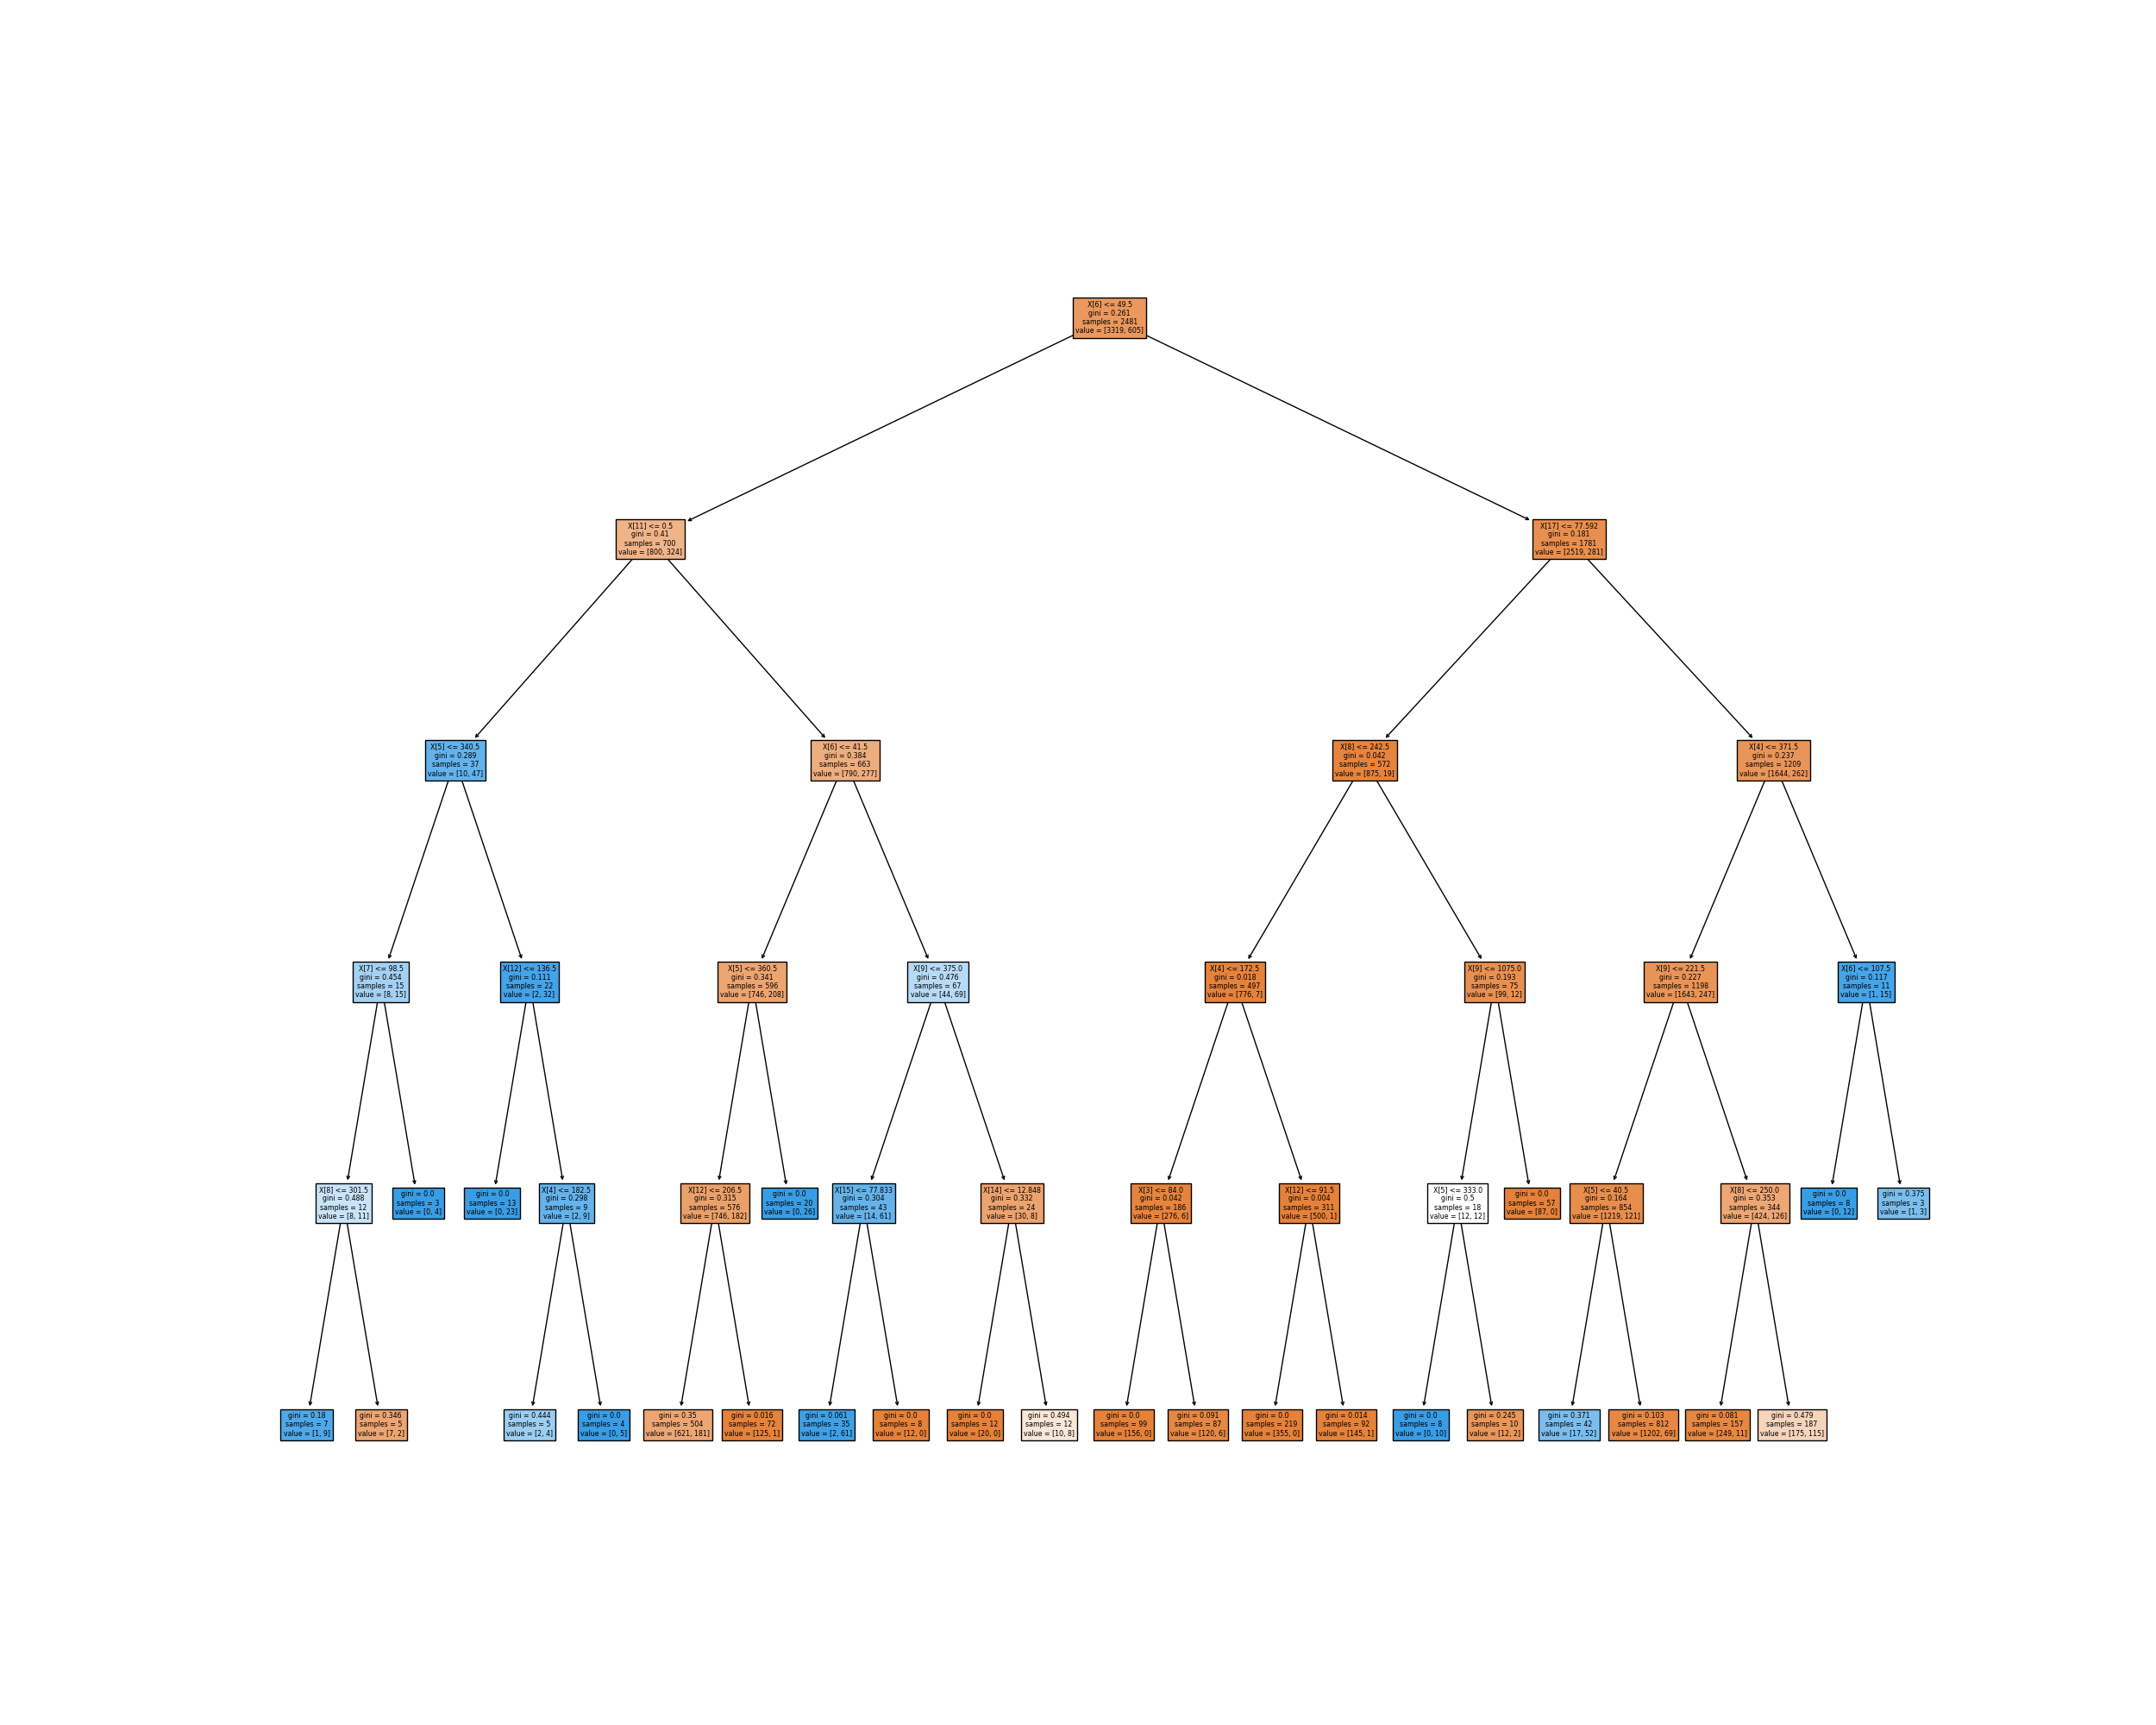 X[6] <= 49.5
gini = 0.261
samples = 2481
value = [3319, 605]
X[11] <= 0.5
gini = 0.41
samples = 700
value = [800, 324]
X[17] <= 77.592
gini = 0.181
samples = 1781
value = [2519, 281]
X[5] <= 340.5
gini = 0.289
samples = 37
value = [10, 47]
X[6] <= 41.5
gini = 0.384
samples = 663
value = [790, 277]
X[8] <= 242.5
gini = 0.042
samples = 572
value = [875, 19]
X[4] <= 371.5
gini = 0.237
samples = 1209
value = [1644, 262]
X[7] <= 98.5
gini = 0.454
samples = 15
value = [8, 15]
X[12] <= 136.5
gini = 0.111
samples = 22
value = [2, 32]
X[5] <= 360.5
gini = 0.341
samples = 596
value = [746, 208]
X[9] <= 375.0
gini = 0.476
samples = 67
value = [44, 69]
X[4] <= 172.5
gini = 0.018
samples = 497
value = [776, 7]
X[9] <= 1075.0
gini = 0.193
samples = 75
value = [99, 12]
X[9] <= 221.5
gini = 0.227
samples = 1198
value = [1643, 247]
X[6] <= 107.5
gini = 0.117
samples = 11
value = [1, 15]
X[8] <= 301.5
gini = 0.488
samples = 12
value = [8, 11]
gini = 0.0
samples = 3
value = [0, 4]
gini = 0.0
samples = 13
value = [0, 23]
X[4] <= 182.5
gini = 0.298
samples = 9
value = [2, 9]
X[12] <= 206.5
gini = 0.315
samples = 576
value = [746, 182]
gini = 0.0
samples = 20
value = [0, 26]
X[15] <= 77.833
gini = 0.304
samples = 43
value = [14, 61]
X[14] <= 12.848
gini = 0.332
samples = 24
value = [30, 8]
X[3] <= 84.0
gini = 0.042
samples = 186
value = [276, 6]
X[12] <= 91.5
gini = 0.004
samples = 311
value = [500, 1]
X[5] <= 333.0
gini = 0.5
samples = 18
value = [12, 12]
gini = 0.0
samples = 57
value = [87, 0]
X[5] <= 40.5
gini = 0.164
samples = 854
value = [1219, 121]
X[8] <= 250.0
gini = 0.353
samples = 344
value = [424, 126]
gini = 0.0
samples = 8
value = [0, 12]
gini = 0.375
samples = 3
value = [1, 3]
gini = 0.18
samples = 7
value = [1, 9]
gini = 0.346
samples = 5
value = [7, 2]
gini = 0.444
samples = 5
value = [2, 4]
gini = 0.0
samples = 4
value = [0, 5]
gini = 0.35
samples = 504
value = [621, 181]
gini = 0.016
samples = 72
value = [125, 1]
gini = 0.061
samples = 35
value = [2, 61]
gini = 0.0
samples = 8
value = [12, 0]
gini = 0.0
samples = 12
value = [20, 0]
gini = 0.494
samples = 12
value = [10, 8]
gini = 0.0
samples = 99
value = [156, 0]
gini = 0.091
samples = 87
value = [120, 6]
gini = 0.0
samples = 219
value = [355, 0]
gini = 0.014
samples = 92
value = [145, 1]
gini = 0.0
samples = 8
value = [0, 10]
gini = 0.245
samples = 10
value = [12, 2]
gini = 0.371
samples = 42
value = [17, 52]
gini = 0.103
samples = 812
value = [1202, 69]
gini = 0.081
samples = 157
value = [249, 11]
gini = 0.479
samples = 187
value = [175, 115]